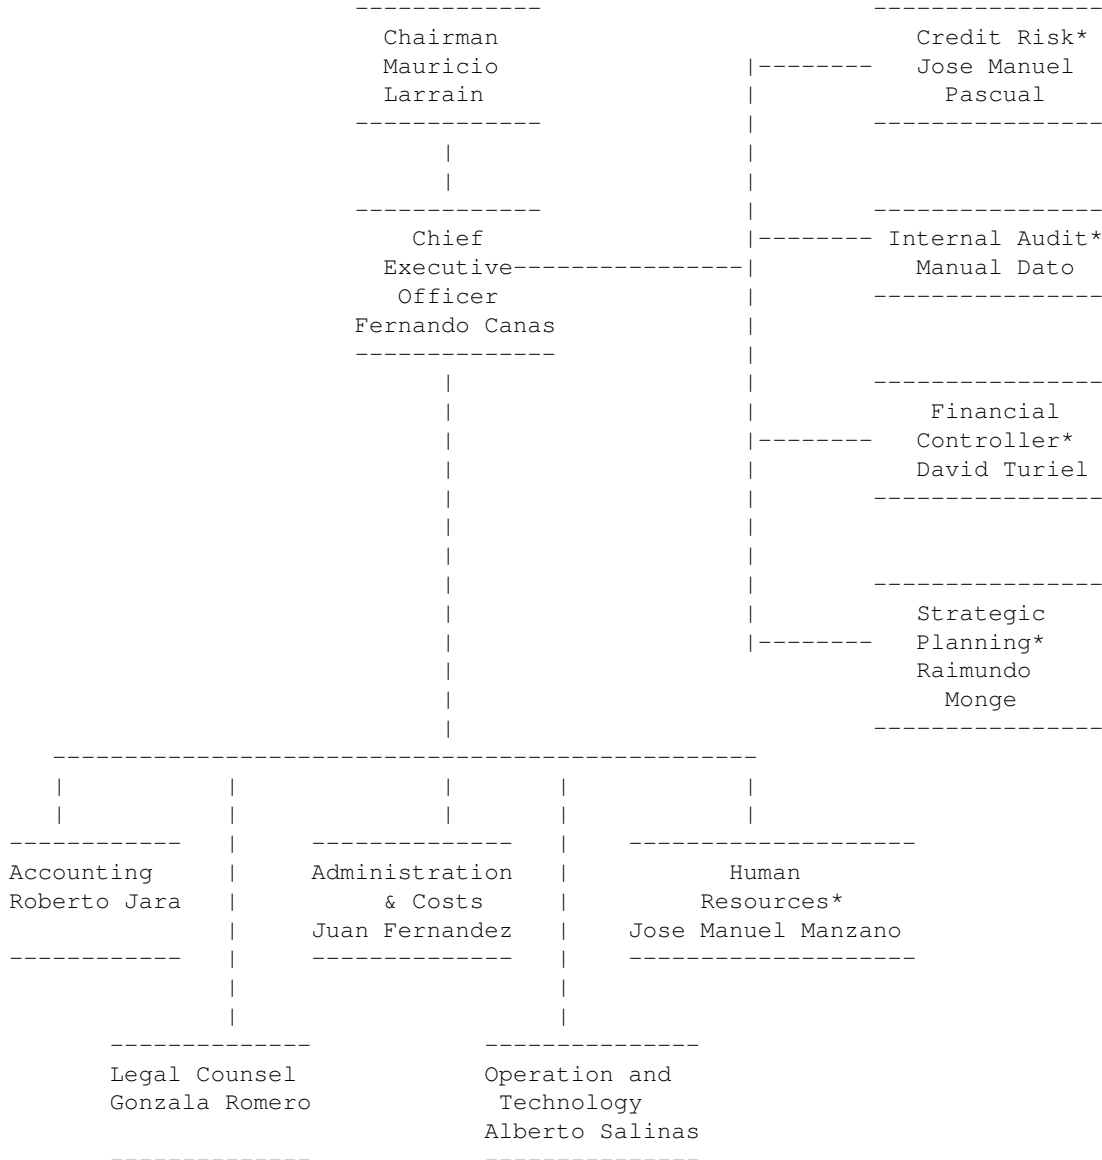 Chairman
Mauricio
Larrain
Credit Risk*
Jose Manuel
Pascual
Chief
Executive
Officer
Fernando Canas
Internal Audit*
Manual Dato
Financial
Controller*
David Turiel
Strategic
Planning*
Raimundo
Monge
Accounting
Roberto Jara
Administration
& Costs
Juan Fernandez
Human
Resources*
Jose Manuel Manzano
Legal Counsel
Gonzala Romero
Operation and
Technology
Alberto Salinas